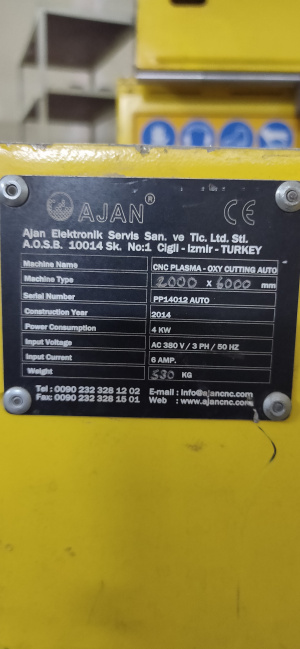 AJAN®
CE
Ajan Elektronik Servis San. ve Tic. Ltd. Sti.
A.O.S.B. 10014 Sk. No:1 Cigli - Izmir - TURKEY
Machine Name CNC PLASMA - OXY CUTTING AUTO
Machine Type 2000 X 6000 mm
Serial Number PP14012 AUTO
Construction Year 2014
Power Consumption 4 KW
Input Voltage AC 380 V / 3 PH / 50 HZ
Input Current 6 AMP.
Weight 530 KG
Tel : 0090 232 328 12 02 E-mail : info@ajancnc.com
Fax: 0090 232 328 15 01 Web : www.ajancnc.com